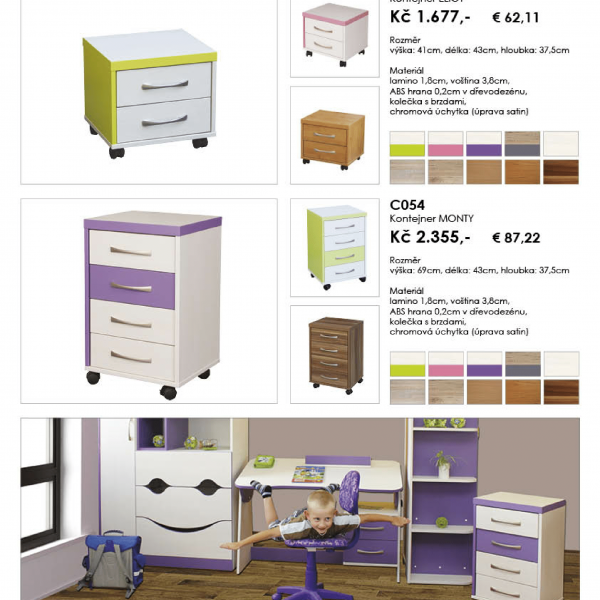 Kontejner ELIOT
Kč 1.677,- € 62,11
Rozměr
výška: 41cm, délka: 43cm, hloubka: 37,5cm
Materiál
lamino 1,8cm, voština 3,8cm,
ABS hrana 0,2cm v dřevodezénu,
kolečka s brzdami,
chromová úchytka (úprava satin)
C054
Kontejner MONTY
Kč 2.355,- € 87,22
Rozměr
výška: 69cm, délka: 43cm, hloubka: 37,5cm
Materiál
lamino 1,8cm, voština 3,8cm,
ABS hrana 0,2cm v dřevodezénu,
kolečka s brzdami,
chromová úchytka (úprava satin)